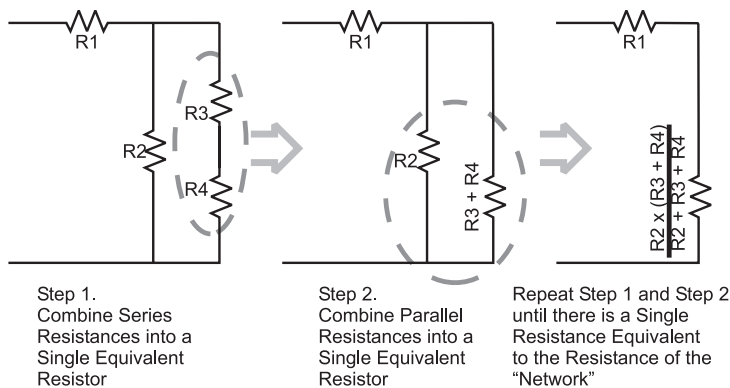 R1
R3
R2
R4
Step 1.
Combine Series
Resistances into a
Single Equivalent
Resistor
R1
R2
R3 + R4
Step 2.
Combine Parallel
Resistances into a
Single Equivalent
Resistor
R1
R2 x (R3 + R4)
R2 + R3 + R4
Repeat Step 1 and Step 2
until there is a Single
Resistance Equivalent
to the Resistance of the
“Network”